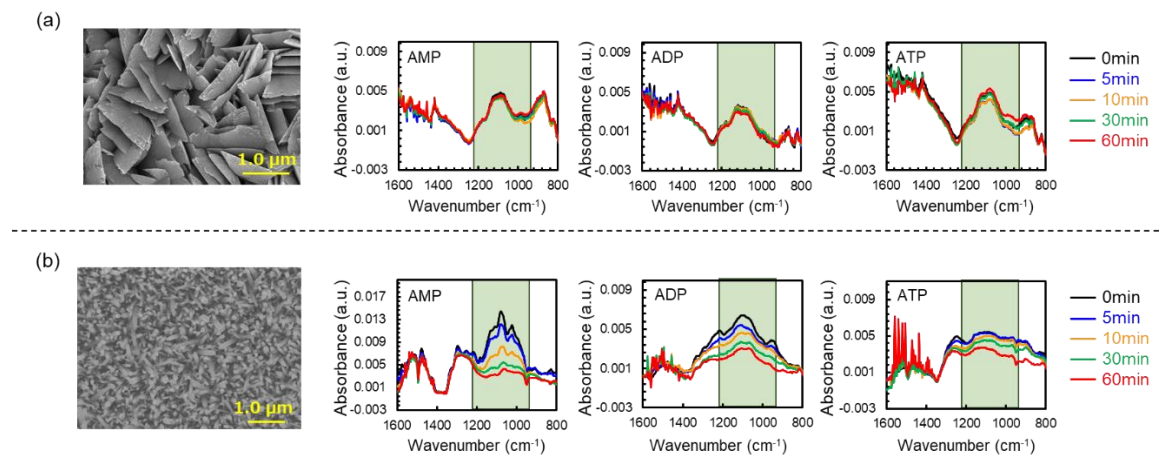 (a)
1.0 μm
AMP
0.009
0.005
0.001
-0.003
1600 1400 1200 1000 800
Absorbance (a.u.)
Wavenumber (cm-1)
ADP
0.009
0.005
0.001
-0.003
1600 1400 1200 1000 800
Absorbance (a.u.)
Wavenumber (cm-1)
ATP
0.009
0.005
0.001
-0.003
1600 1400 1200 1000 800
Absorbance (a.u.)
Wavenumber (cm-1)
0min
5min
10min
30min
60min
(b)
1.0 μm
AMP
0.017
0.013
0.009
0.005
0.001
-0.003
1600 1400 1200 1000 800
Absorbance (a.u.)
Wavenumber (cm-1)
ADP
0.009
0.005
0.001
-0.003
1600 1400 1200 1000 800
Absorbance (a.u.)
Wavenumber (cm-1)
ATP
0.009
0.005
0.001
-0.003
1600 1400 1200 1000 800
Absorbance (a.u.)
Wavenumber (cm-1)
0min
5min
10min
30min
60min